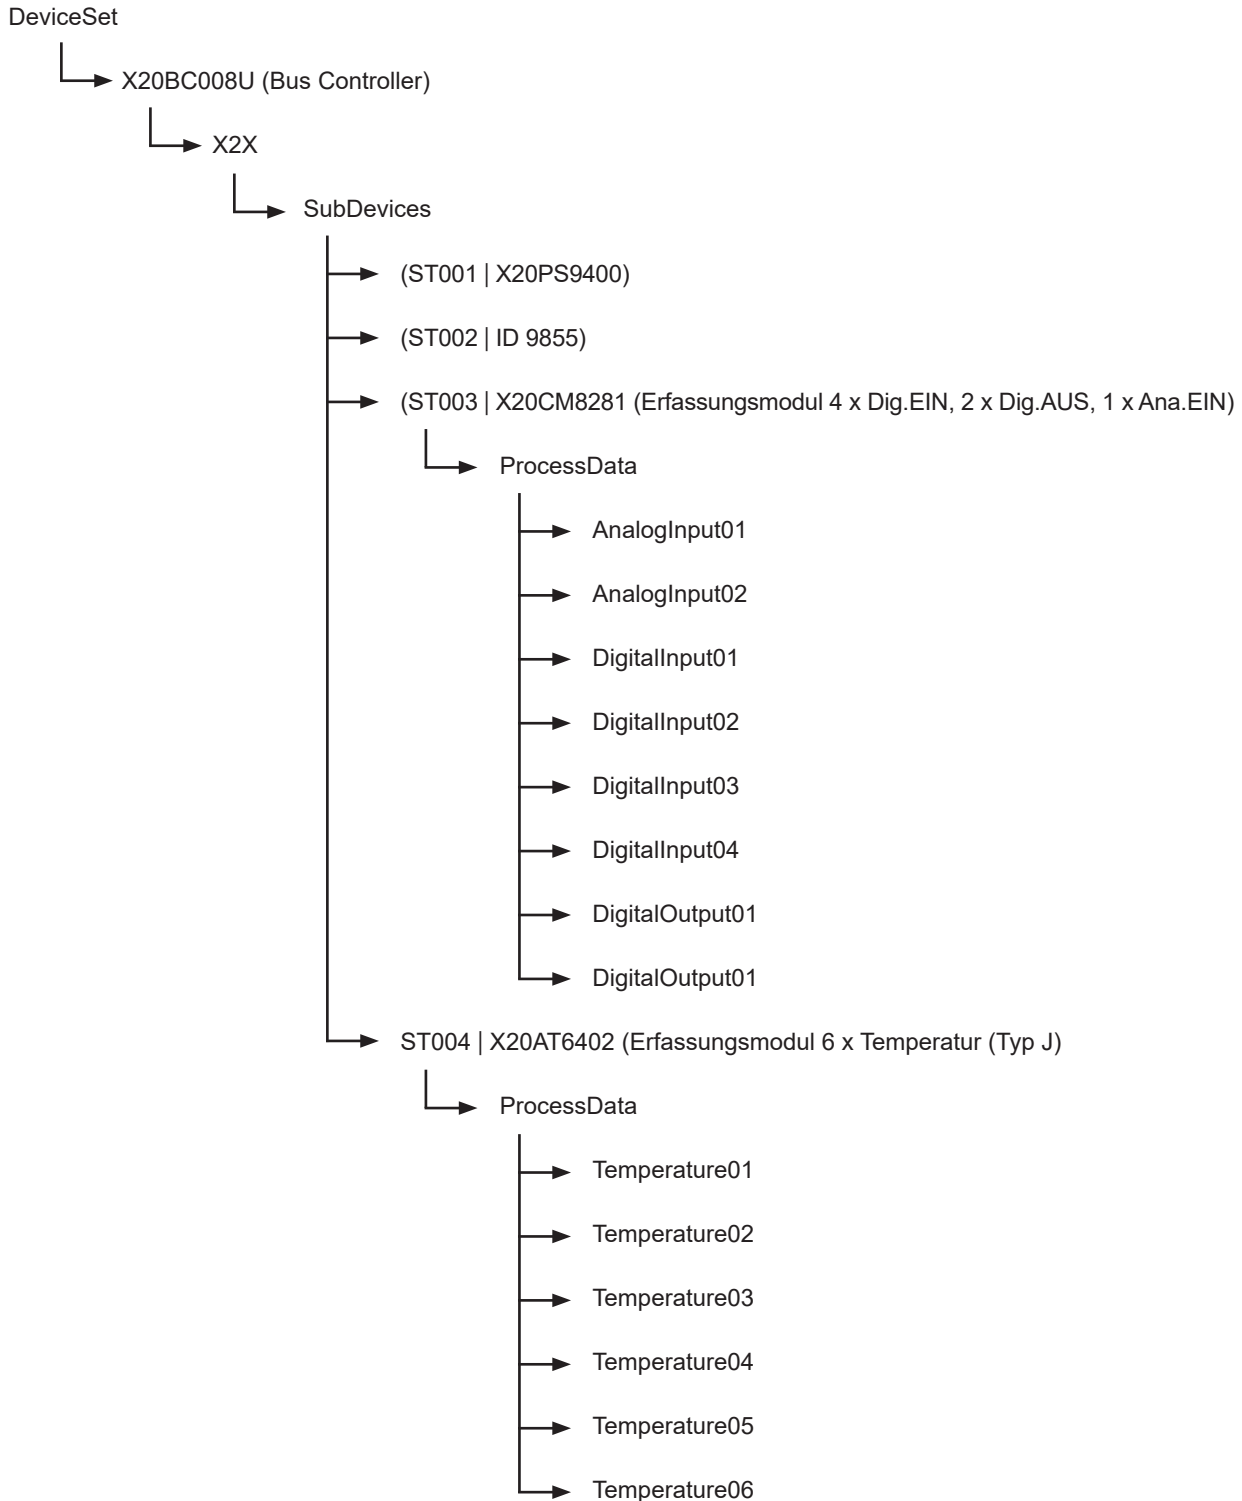 DeviceSet
X20BC008U (Bus Controller)
X2X
SubDevices
(ST001 | X20PS9400)
(ST002 | ID 9855)
(ST003 | X20CM8281 (Erfassungsmodul 4 x Dig.EIN, 2 x Dig.AUS, 1 x Ana.EIN)
ProcessData
AnalogInput01
AnalogInput02
DigitalInput01
DigitalInput02
DigitalInput03
DigitalInput04
DigitalOutput01
DigitalOutput01
ST004 | X20AT6402 (Erfassungsmodul 6 x Temperatur (Typ J)
ProcessData
Temperature01
Temperature02
Temperature03
Temperature04
Temperature05
Temperature06